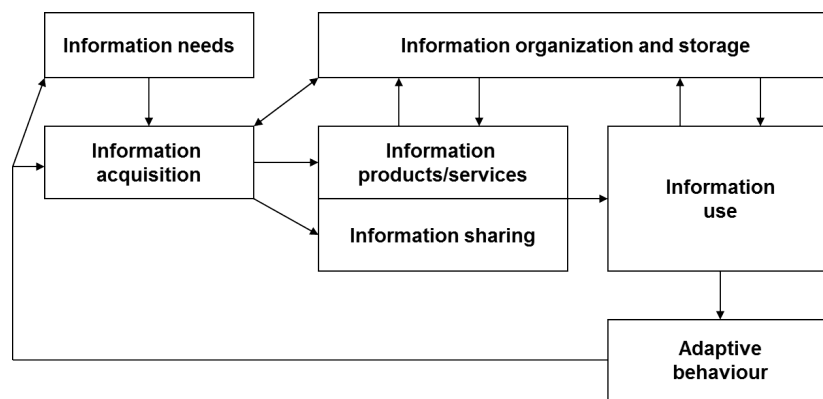 Information needs
Information organization and storage
Information
acquisition
Information
products/services
Information sharing
Information
use
Adaptive
behaviour